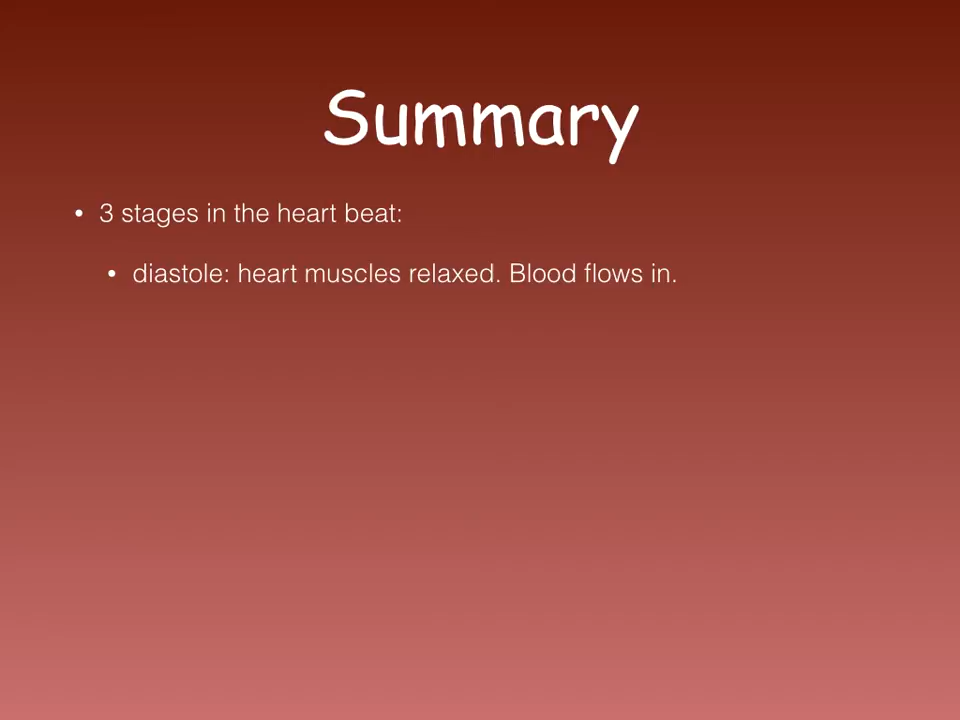 Summary
• 3 stages in the heart beat:
• diastole: heart muscles relaxed. Blood flows in.